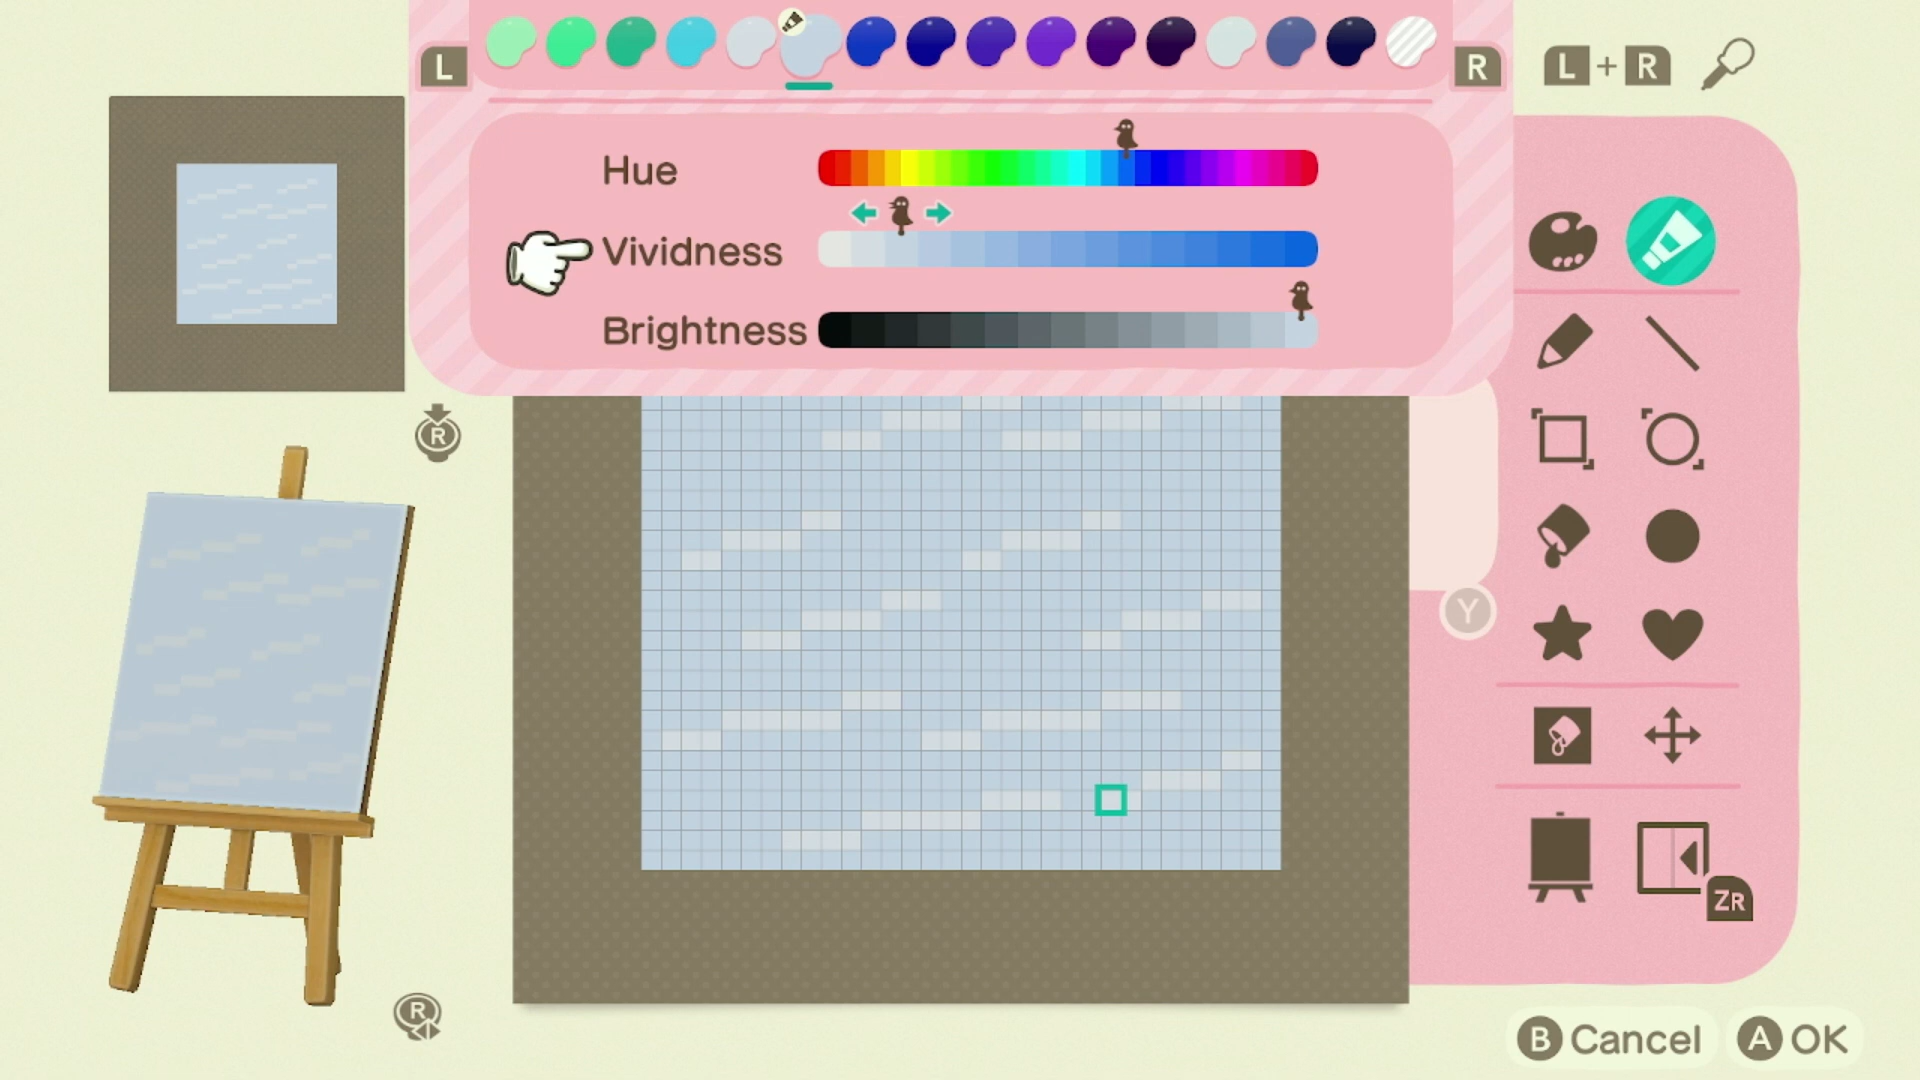 L
R
L + R
Hue
Vividness
Brightness
R
Y
ZR
R
B Cancel
A OK